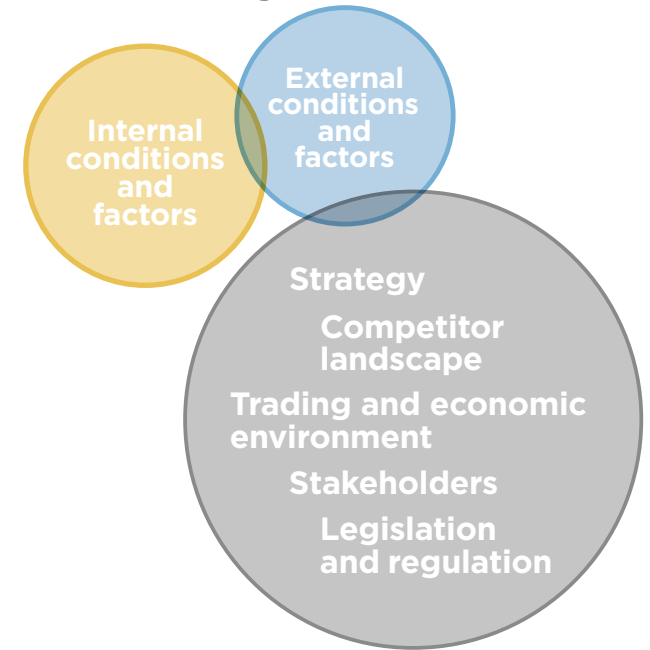 External
conditions
and
factors
Internal
conditions
and
factors
Strategy
Competitor
landscape
Trading and economic
environment
Stakeholders
Legislation
and regulation